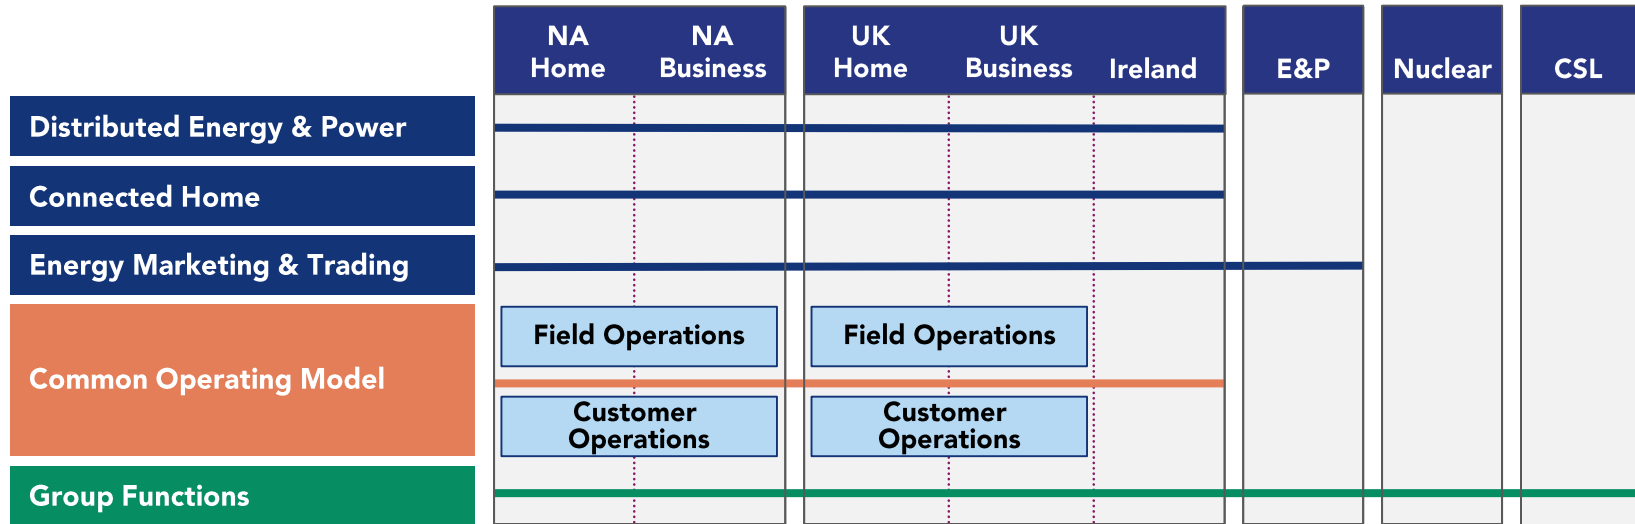 NA
Home
NA
Business
UK
Home
UK
Business
Ireland
E&P
Nuclear
CSL
Distributed Energy & Power
Connected Home
Energy Marketing & Trading
Common Operating Model
Field Operations
Field Operations
Customer
Operations
Customer
Operations
Group Functions